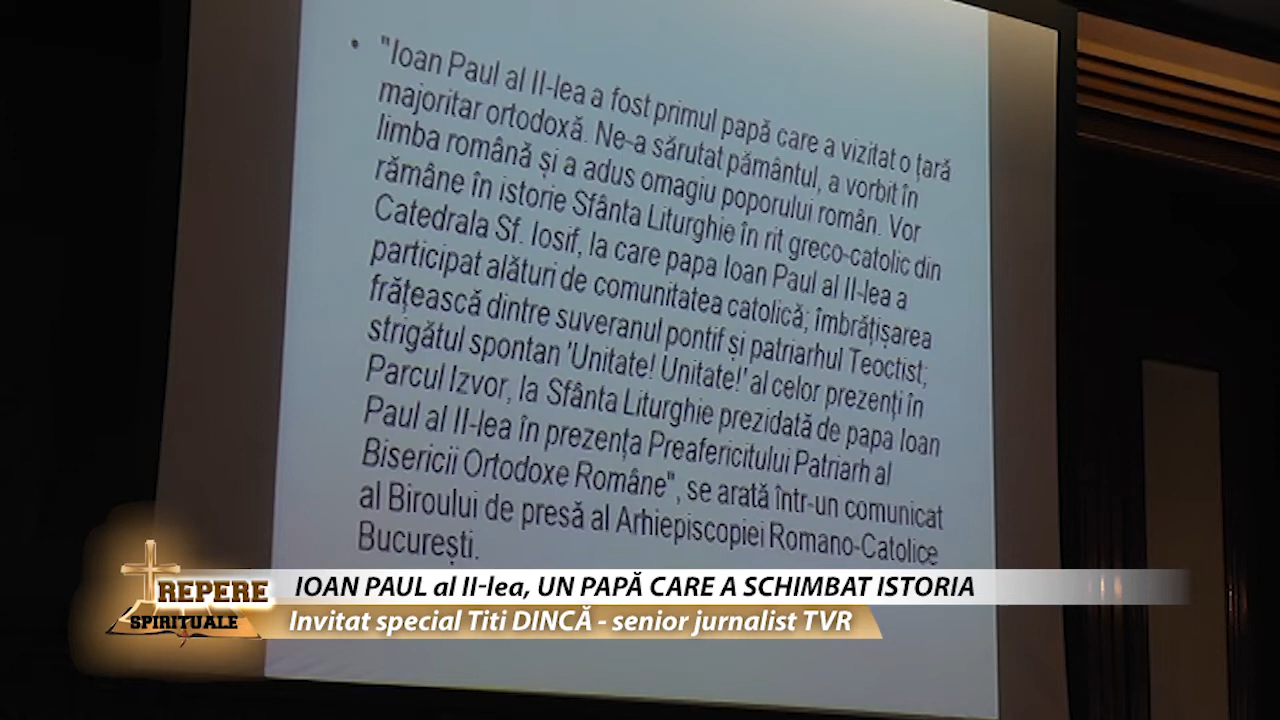 • "Ioan Paul al II-lea a fost primul papă care a vizitat o țară
majoritar ortodoxă. Ne-a sărutat pământul, a vorbit în
limba română și a adus omagiu poporului român. Vor
rămâne în istorie Sfânta Liturghie în rit greco-catolic din
Catedrala Sf. Iosif, la care papa Ioan Paul al II-lea a
participat alături de comunitatea catolică; îmbrățișarea
frățească dintre suveranul pontif și patriarhul Teoctist;
strigătul spontan 'Unitate! Unitate!' al celor prezenți în
Parcul Izvor, la Sfânta Liturghie prezidată de papa Ioan
Paul al II-lea în prezența Preafericitului Patriarh al
Bisericii Ortodoxe Române", se arată într-un comunicat
al Biroului de presă al Arhiepiscopiei Romano-Catolice
București.
REPERE
SPIRITUALE
IOAN PAUL al II-lea, UN PAPĂ CARE A SCHIMBAT ISTORIA
Invitat special Titi DINCĂ - senior jurnalist TVR